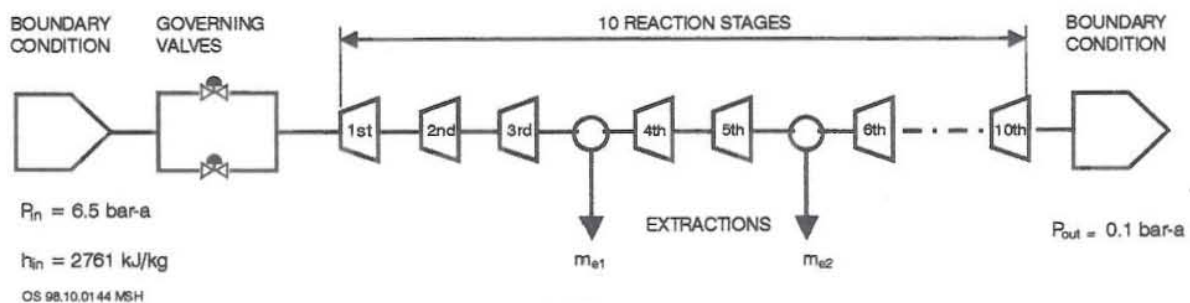 BOUNDARY
CONDITION
GOVERNING
VALVES
10 REACTION STAGES
BOUNDARY
CONDITION
1st
2nd
3rd
4th
5th
6th
10th
Pin = 6.5 bar-a
hin = 2761 kJ/kg
EXTRACTIONS
me1
me2
Pout = 0.1 bar-a
OS 98.10.0144 MSH